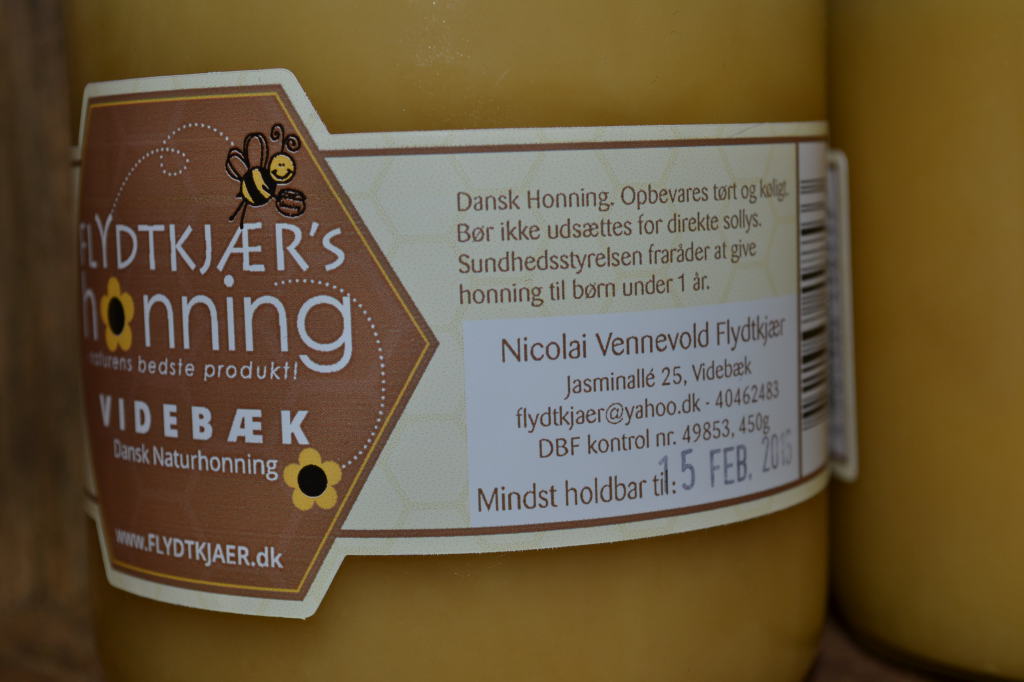 FLYDTKJÆR'S
honning
naturens bedste produkt!
VIDEBÆK
Dansk Naturhonning
www.FLYDTKJAER.dk
Dansk Honning. Opbevares tørt og køligt.
Bør ikke udsættes for direkte sollys.
Sundhedsstyrelsen fraråder at give
honning til børn under 1 år.
Nicolai Vennevold Flydtkjær
Jasminallé 25, Videbæk
flydtkjaer@yahoo.dk - 40462483
DBF kontrol nr. 49853, 450g
Mindst holdbar til: 15 FEB. 2015